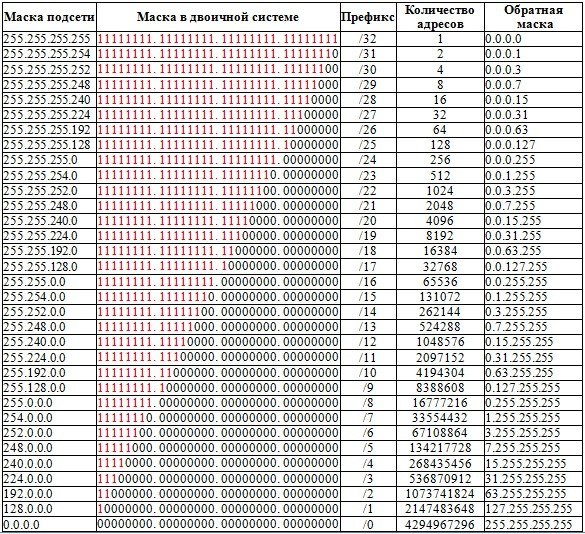 Маска подсети Маска в двоичной системе Префикс Количество адресов Обратная маска
255.255.255.255 11111111.11111111.11111111.11111111 /32 1 0.0.0.0
255.255.255.254 11111111.11111111.11111111.11111110 /31 2 0.0.0.1
255.255.255.252 11111111.11111111.11111111.11111100 /30 4 0.0.0.3
255.255.255.248 11111111.11111111.11111111.11111000 /29 8 0.0.0.7
255.255.255.240 11111111.11111111.11111111.11110000 /28 16 0.0.0.15
255.255.255.224 11111111.11111111.11111111.11100000 /27 32 0.0.0.31
255.255.255.192 11111111.11111111.11111111.11000000 /26 64 0.0.0.63
255.255.255.128 11111111.11111111.11111111.10000000 /25 128 0.0.0.127
255.255.255.0 11111111.11111111.11111111.00000000 /24 256 0.0.0.255
255.255.254.0 11111111.11111111.11111110.00000000 /23 512 0.0.1.255
255.255.252.0 11111111.11111111.11111100.00000000 /22 1024 0.0.3.255
255.255.248.0 11111111.11111111.11111000.00000000 /21 2048 0.0.7.255
255.255.240.0 11111111.11111111.11110000.00000000 /20 4096 0.0.15.255
255.255.224.0 11111111.11111111.11100000.00000000 /19 8192 0.0.31.255
255.255.192.0 11111111.11111111.11000000.00000000 /18 16384 0.0.63.255
255.255.128.0 11111111.11111111.10000000.00000000 /17 32768 0.0.127.255
255.255.0.0 11111111.11111111.00000000.00000000 /16 65536 0.0.255.255
255.254.0.0 11111111.11111110.00000000.00000000 /15 131072 0.1.255.255
255.252.0.0 11111111.11111100.00000000.00000000 /14 262144 0.3.255.255
255.248.0.0 11111111.11111000.00000000.00000000 /13 524288 0.7.255.255
255.240.0.0 11111111.11110000.00000000.00000000 /12 1048576 0.15.255.255
255.224.0.0 11111111.11100000.00000000.00000000 /11 2097152 0.31.255.255
255.192.0.0 11111111.11000000.00000000.00000000 /10 4194304 0.63.255.255
255.128.0.0 11111111.10000000.00000000.00000000 /9 8388608 0.127.255.255
255.0.0.0 11111111.00000000.00000000.00000000 /8 16777216 0.255.255.255
254.0.0.0 11111110.00000000.00000000.00000000 /7 33554432 1.255.255.255
252.0.0.0 11111100.00000000.00000000.00000000 /6 67108864 3.255.255.255
248.0.0.0 11111000.00000000.00000000.00000000 /5 134217728 7.255.255.255
240.0.0.0 11110000.00000000.00000000.00000000 /4 268435456 15.255.255.255
224.0.0.0 11100000.00000000.00000000.00000000 /3 536870912 31.255.255.255
192.0.0.0 11000000.00000000.00000000.00000000 /2 1073741824 63.255.255.255
128.0.0.0 10000000.00000000.00000000.00000000 /1 2147483648 127.255.255.255
0.0.0.0 00000000.00000000.00000000.00000000 /0 4294967296 255.255.255.255